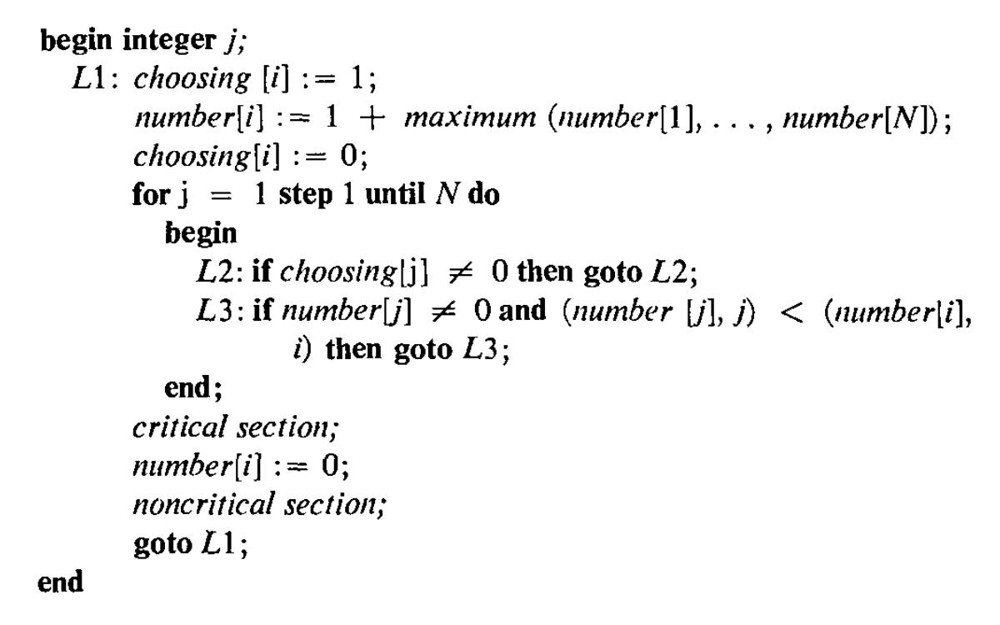 begin integer j;
L1: choosing [i] := 1;
number[i] := 1 + maximum (number[1], . . . , number[N]);
choosing[i] := 0;
for j = 1 step 1 until N do
begin
L2: if choosing[j] ≠ 0 then goto L2;
L3: if number[j] ≠ 0 and (number [j], j) < (number[i],
i) then goto L3;
end;
critical section;
number[i] := 0;
noncritical section;
goto L1;
end